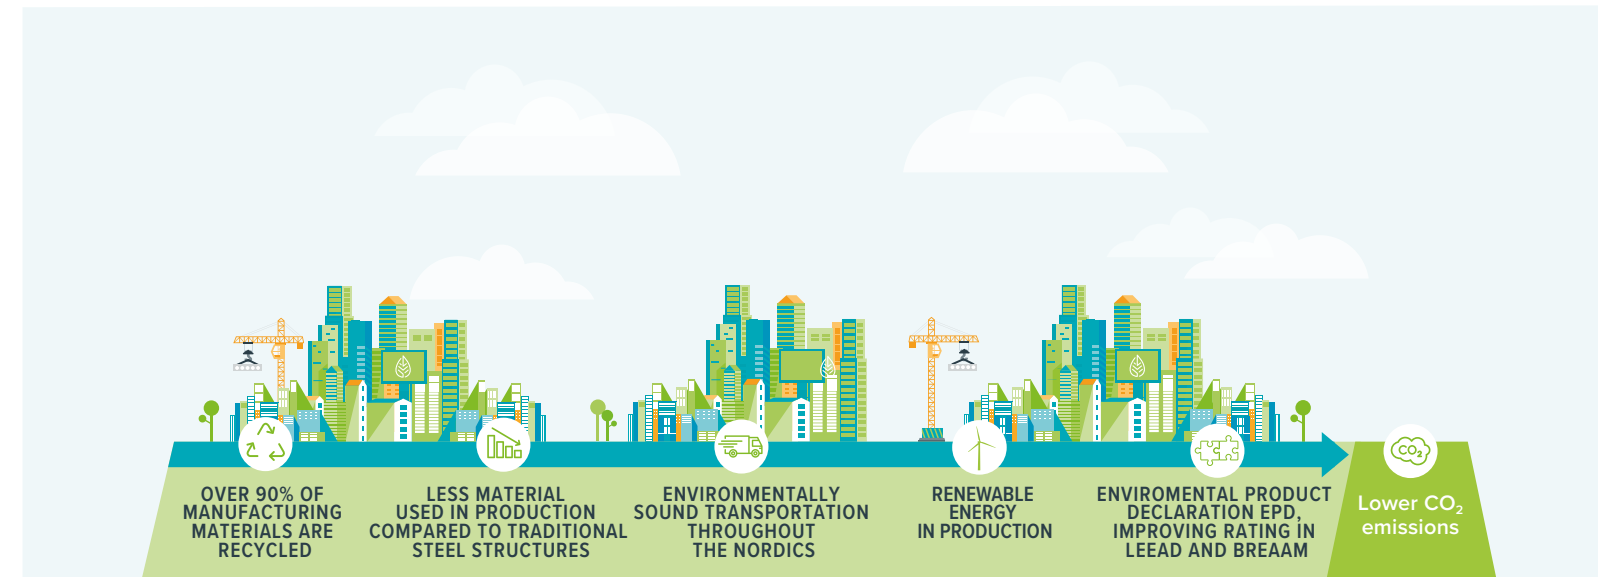 OVER 90% OF
MANUFACTURING
MATERIALS ARE
RECYCLED
LESS MATERIAL
USED IN PRODUCTION
COMPARED TO TRADITIONAL
STEEL STRUCTURES
ENVIRONMENTALLY
SOUND TRANSPORTATION
THROUGHOUT
THE NORDICS
RENEWABLE
ENERGY
IN PRODUCTION
ENVIROMENTAL PRODUCT
DECLARATION EPD,
IMPROVING RATING IN
LEEAD AND BREAAM
CO₂
Lower CO₂
emissions